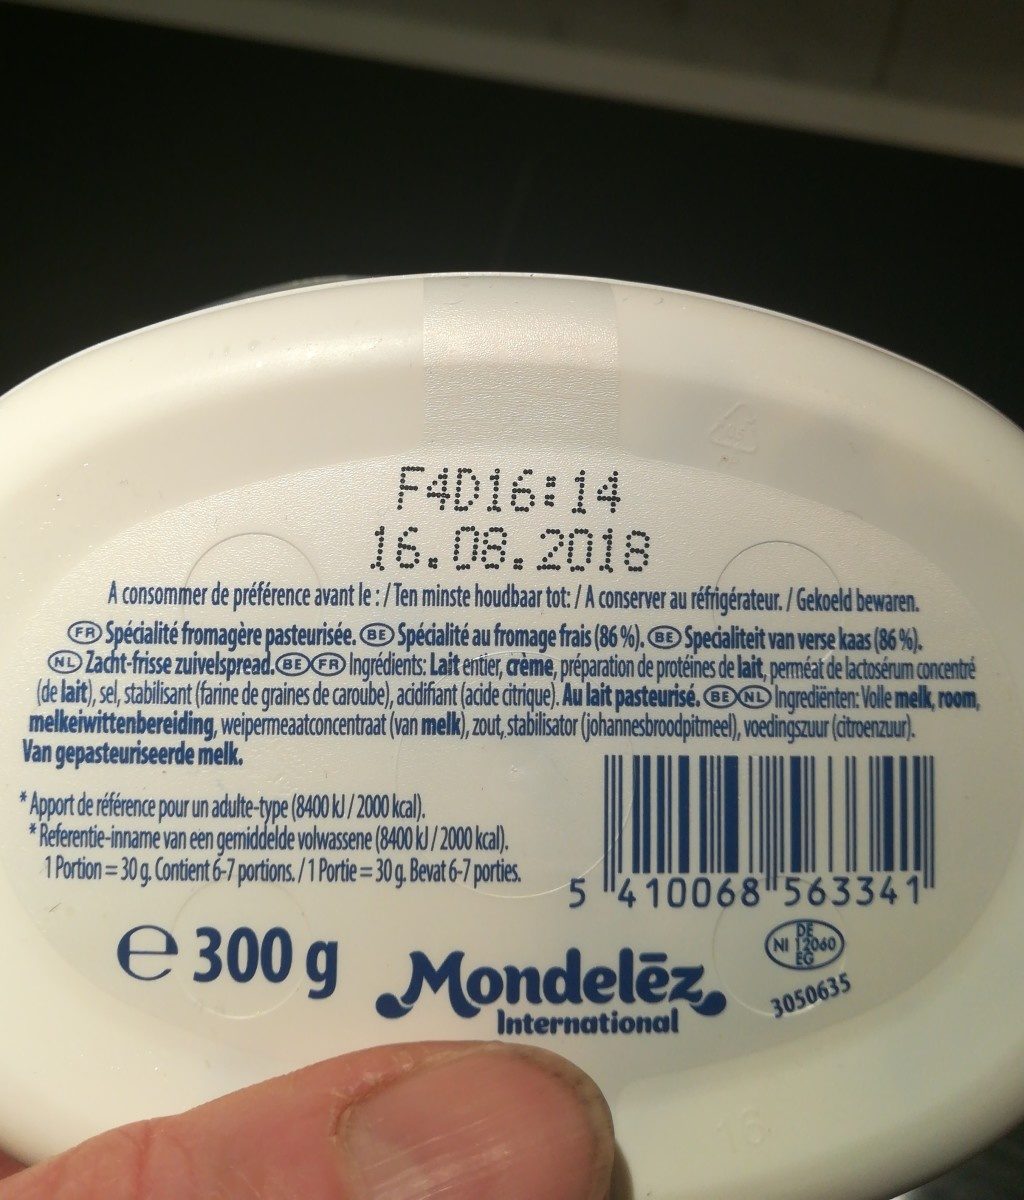 F4D16:14
16.08.2018
A consommer de préférence avant le : / Ten minste houdbaar tot: / A conserver au réfrigérateur. / Gekoeld bewaren.
FR Spécialité fromagère pasteurisée. BE Spécialité au fromage frais (86 %). BE Specialiteit van verse kaas (86 %).
NL Zacht-frisse zuivelspread. BE FR Ingrédients: Lait entier, crème, préparation de protéines de lait, perméat de lactosérum concentré
(de lait), sel, stabilisant (farine de graines de caroube), acidifiant (acide citrique). Au lait pasteurisé. BE NL Ingrediënten: Volle melk, room,
melkeiwittenbereiding, weipermeaatconcentraat (van melk), zout, stabilisator (johannesbroodpitmeel), voedingszuur (citroenzuur).
Van gepasteuriseerde melk.
* Apport de référence pour un adulte-type (8400 kJ / 2000 kcal).
* Referentie-inname van een gemiddelde volwassene (8400 kJ / 2000 kcal).
1 Portion = 30 g. Contient 6-7 portions. / 1 Portie = 30 g. Bevat 6-7 porties.
5 410068 563341
e 300 g
Mondelēz
International
DE
NI 12060
EG
3050635
16